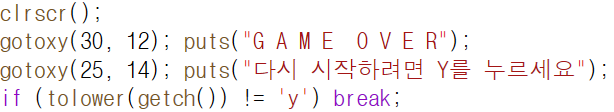 clrscr();
gotoxy(30, 12); puts("G A M E  O V E R");
gotoxy(25, 14); puts("다시 시작하려면 Y를 누르세요");
if (tolower(getch()) != 'y') break;